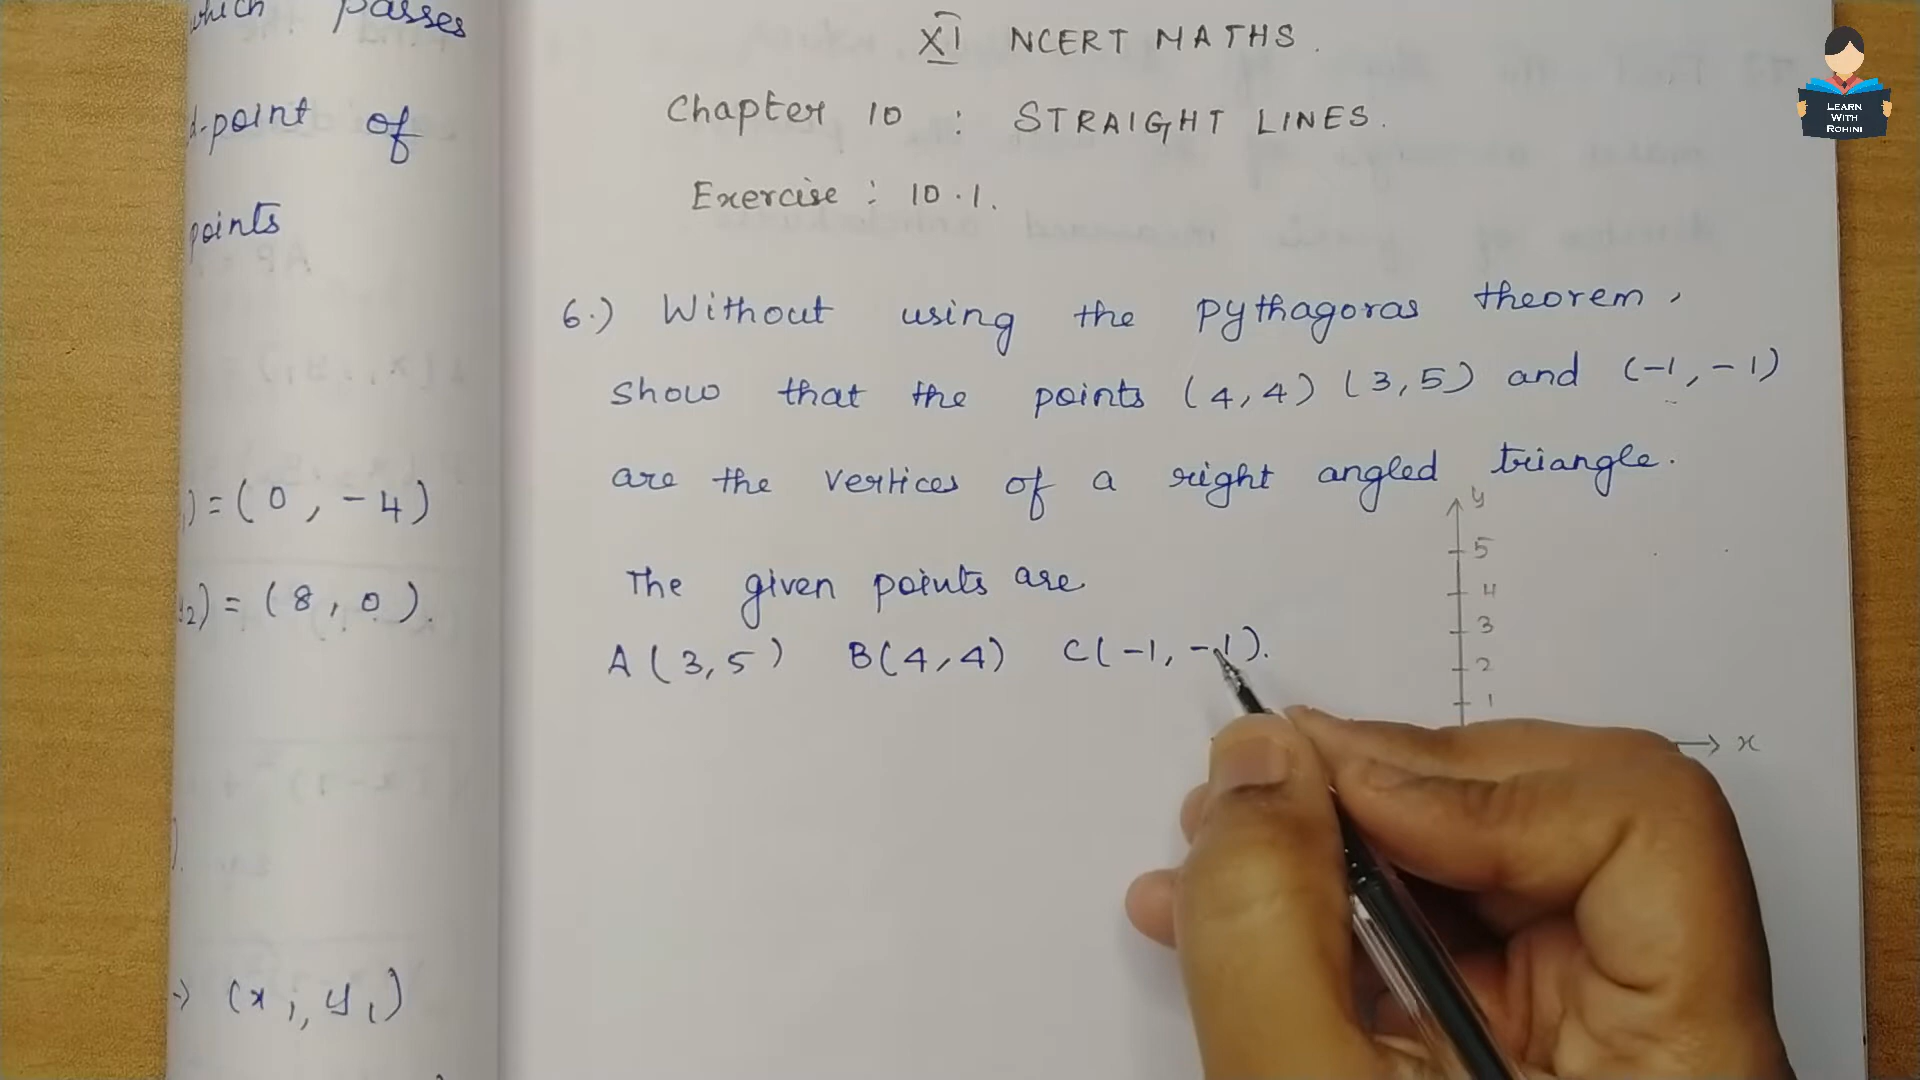 which passes
point of
points
) = (0, -4)
2) = (8, 0).
-> (x1, y1)
XI NCERT MATHS.
Chapter 10 : STRAIGHT LINES.
Exercise : 10.1.
6.) Without using the pythagoras theorem,
show that the points (4,4) (3,5) and (-1,-1)
are the vertices of a right angled triangle.
The given points are
A(3,5) B(4,4) C(-1,-1).
y
5
4
3
2
1
x
LEARN
WITH
ROHINI